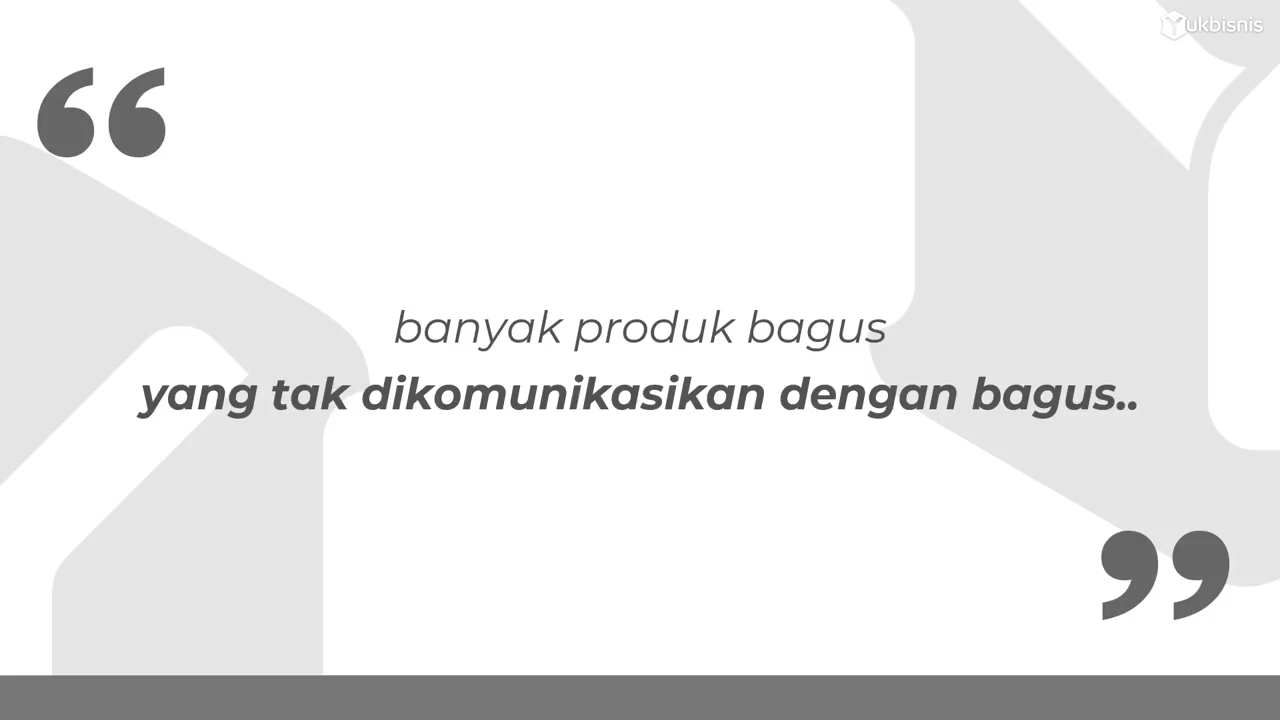 Yukbisnis
“
banyak produk bagus
yang tak dikomunikasikan dengan bagus..
”